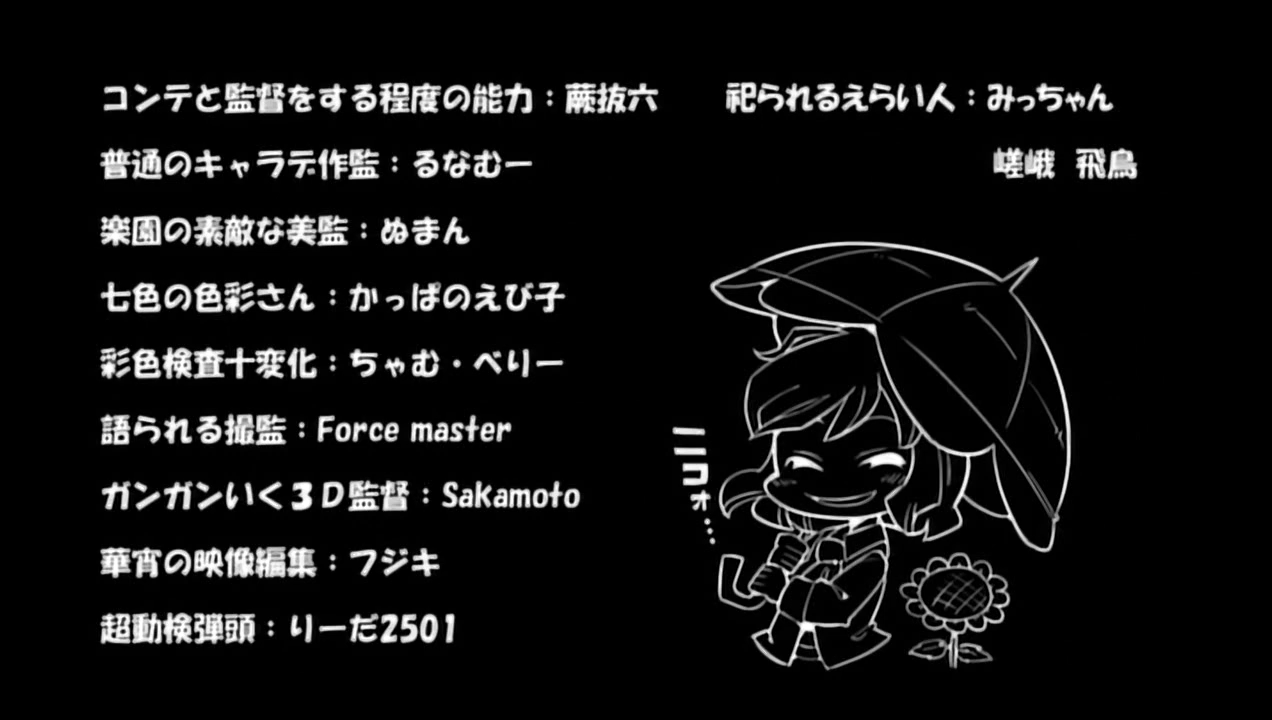 コンテと監督をする程度の能力：蕨抜六
普通のキャラデ作監：るなむー
楽園の素敵な美監：ぬまん
七色の色彩さん：かっぱのえび子
彩色検査十変化：ちゃむ・べりー
語られる撮監：Force master
ガンガンいく３Ｄ監督：Sakamoto
華宵の映像編集：フジキ
超動検弾頭：りーだ2501
祀られるえらい人：みっちゃん
嵯峨 飛鳥
ニニコォ…